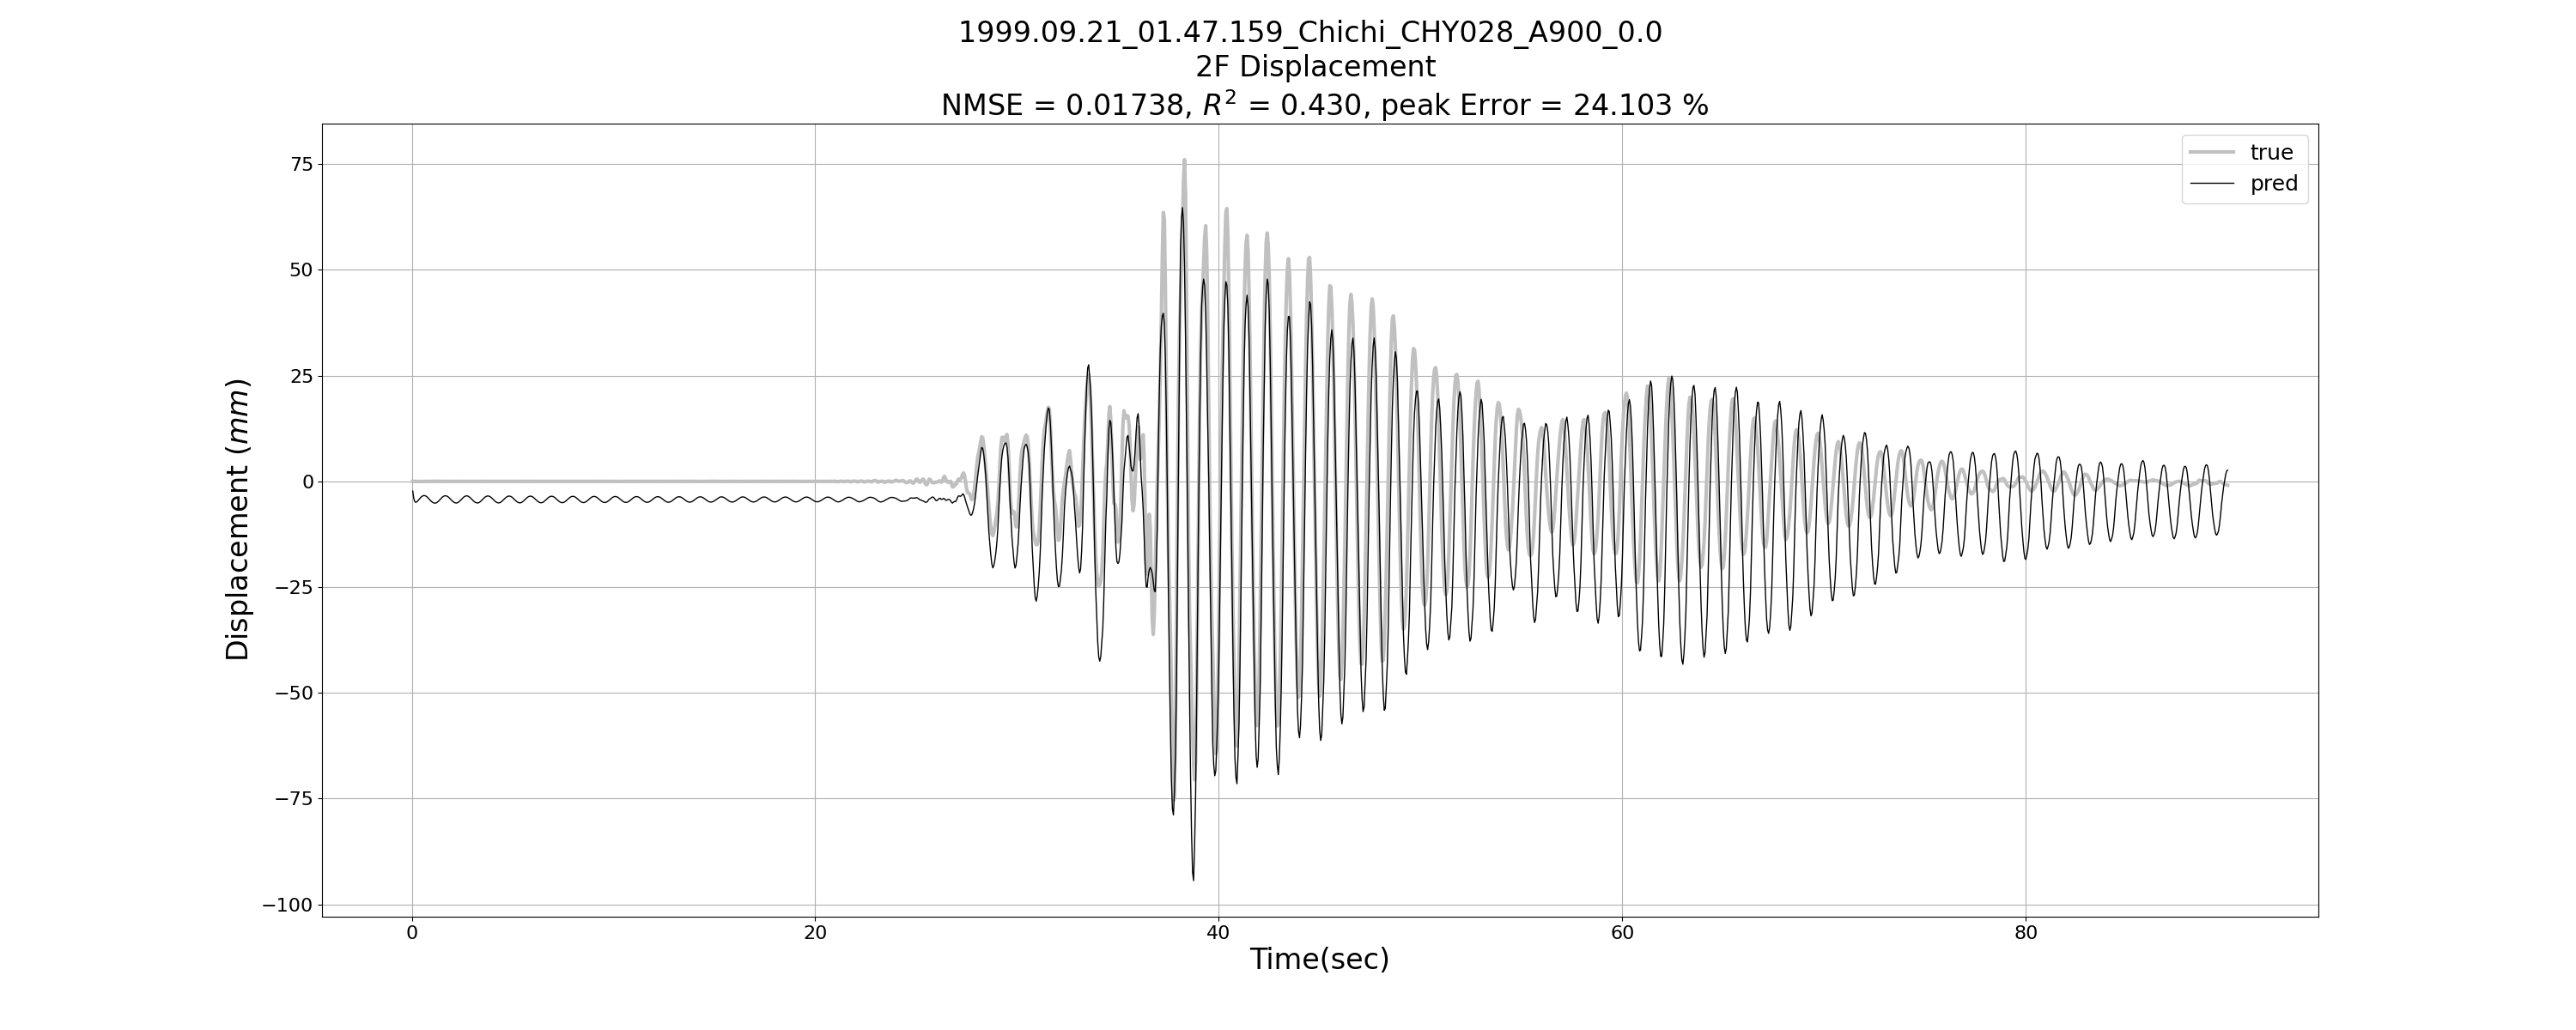 1999.09.21_01.47.159_Chichi_CHY028_A900_0.0
2F Displacement
NMSE = 0.01738, R² = 0.430, peak Error = 24.103 %
true
pred
75
50
25
0
−25
−50
−75
−100
Displacement (mm)
0 20 40 60 80
Time(sec)